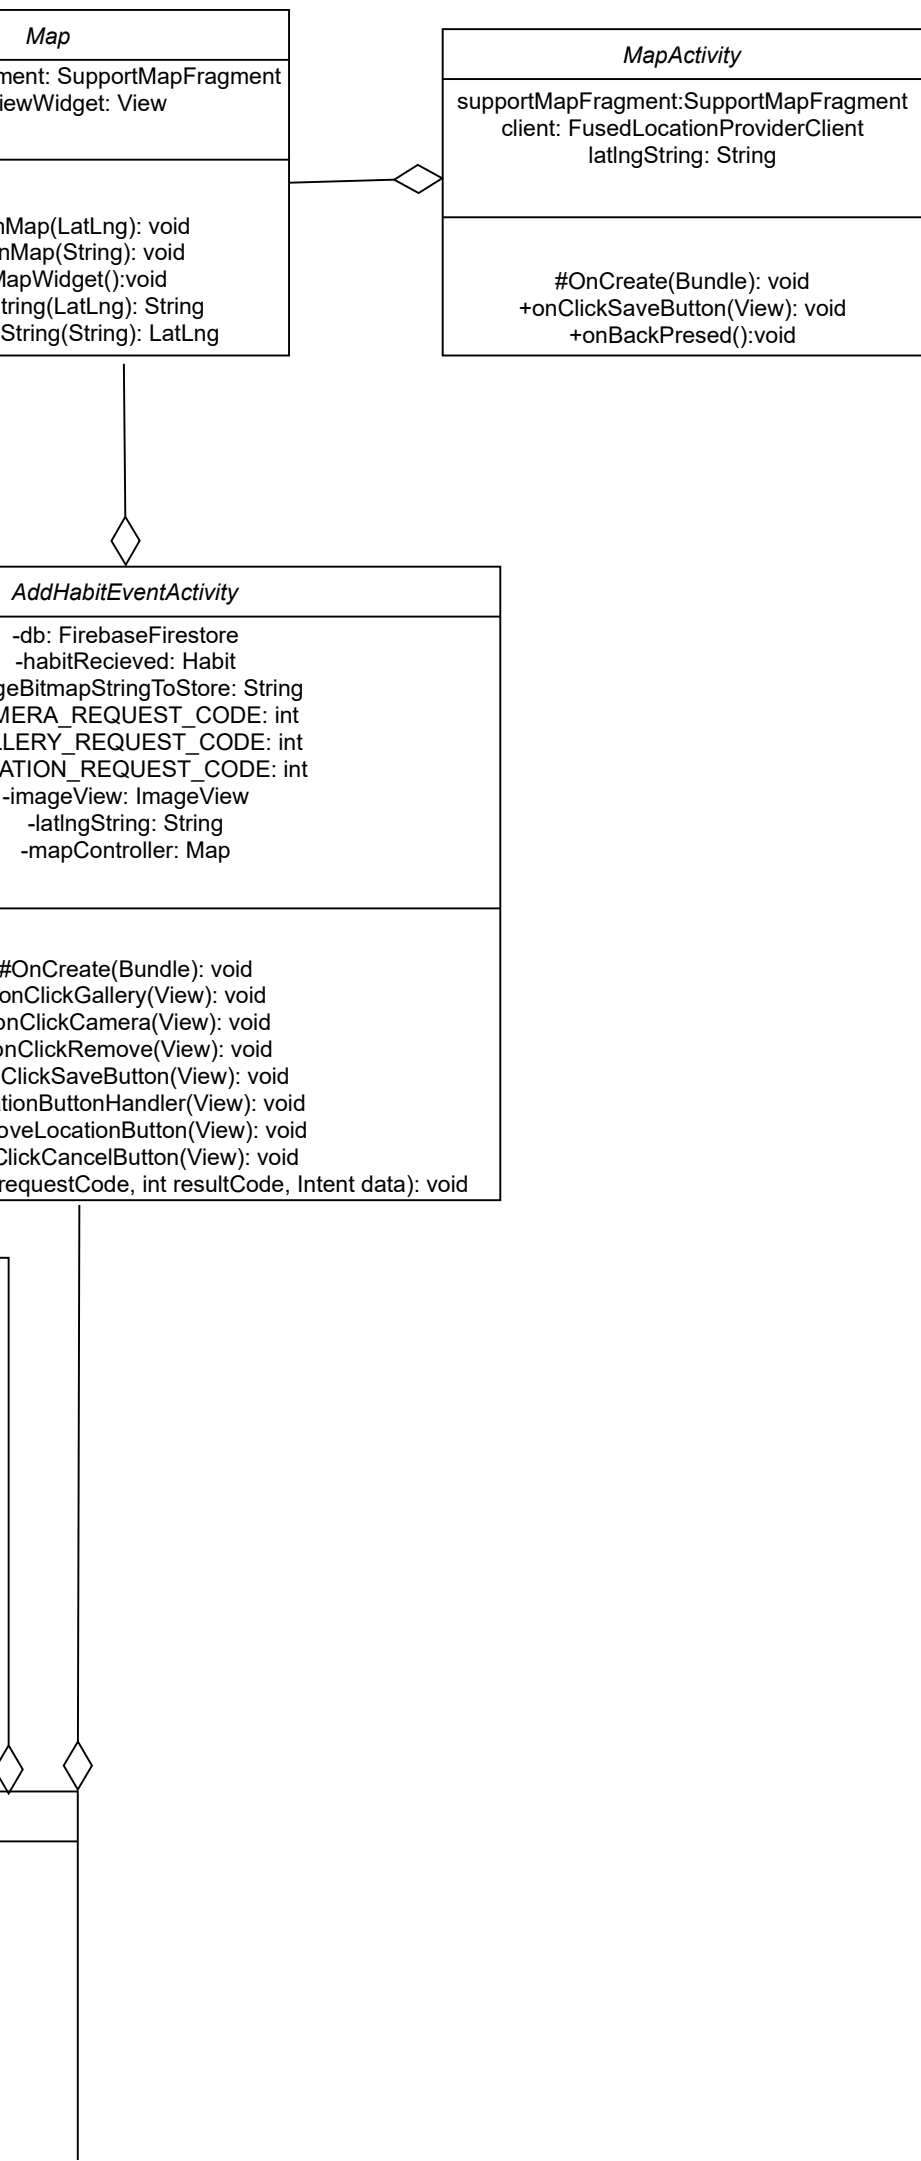 Map
ment: SupportMapFragment
iewWidget: View
nMap(LatLng): void
nMap(String): void
MapWidget():void
tring(LatLng): String
String(String): LatLng
MapActivity
supportMapFragment:SupportMapFragment
client: FusedLocationProviderClient
latlngString: String
#OnCreate(Bundle): void
+onClickSaveButton(View): void
+onBackPresed():void
AddHabitEventActivity
-db: FirebaseFirestore
-habitRecieved: Habit
geBitmapStringToStore: String
MERA_REQUEST_CODE: int
LLERY_REQUEST_CODE: int
ATION_REQUEST_CODE: int
-imageView: ImageView
-latlngString: String
-mapController: Map
#OnCreate(Bundle): void
onClickGallery(View): void
onClickCamera(View): void
onClickRemove(View): void
ClickSaveButton(View): void
ationButtonHandler(View): void
oveLocationButton(View): void
ClickCancelButton(View): void
requestCode, int resultCode, Intent data): void